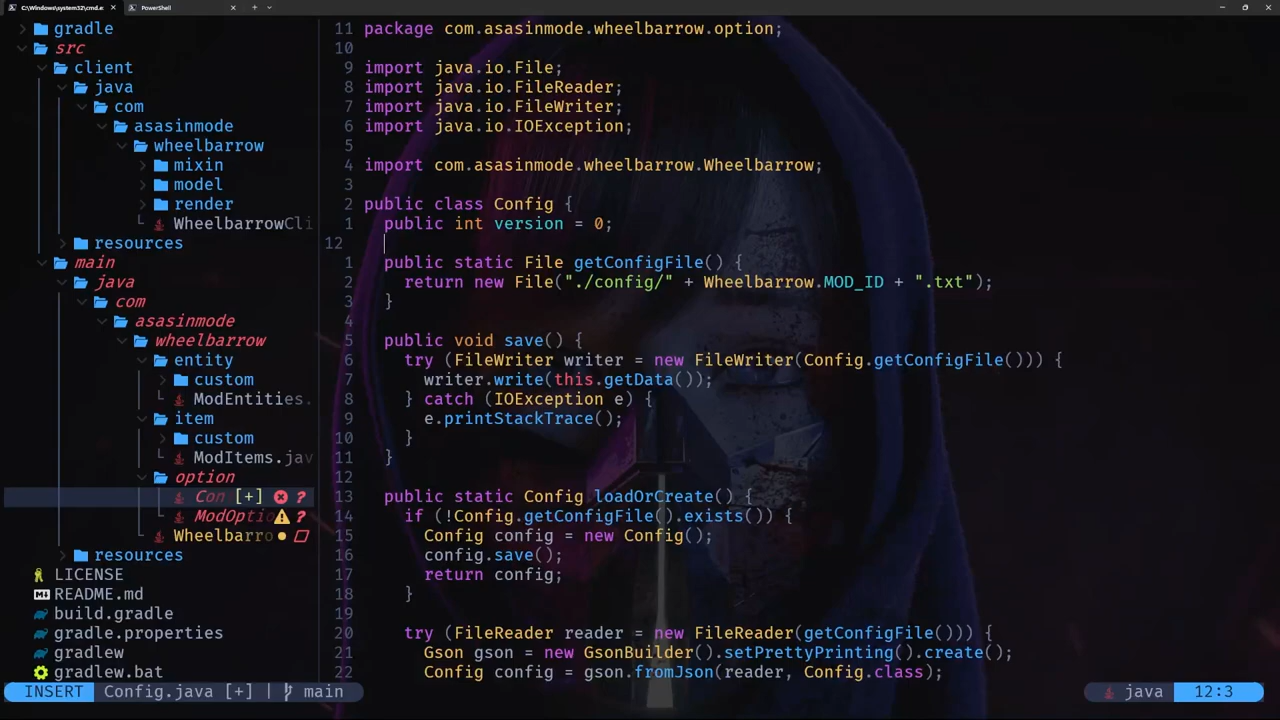 C:\Windows\system32\cmd.e
PowerShell
gradle
src
client
java
com
asasinmode
wheelbarrow
mixin
model
render
WheelbarrowCli
resources
main
java
com
asasinmode
wheelbarrow
entity
custom
ModEntities.
item
custom
ModItems.jav
option
Con [+]
ModOptio
Wheelbarro
resources
LICENSE
README.md
build.gradle
gradle.properties
gradlew
gradlew.bat
11 package com.asasinmode.wheelbarrow.option;
10
9 import java.io.File;
8 import java.io.FileReader;
7 import java.io.FileWriter;
6 import java.io.IOException;
5
4 import com.asasinmode.wheelbarrow.Wheelbarrow;
3
2 public class Config {
1 public int version = 0;
12
1 public static File getConfigFile() {
2 return new File("./config/" + Wheelbarrow.MOD_ID + ".txt");
3 }
4
5 public void save() {
6 try (FileWriter writer = new FileWriter(Config.getConfigFile())) {
7 writer.write(this.getData());
8 } catch (IOException e) {
9 e.printStackTrace();
10 }
11 }
12
13 public static Config loadOrCreate() {
14 if (!Config.getConfigFile().exists()) {
15 Config config = new Config();
16 config.save();
17 return config;
18 }
19
20 try (FileReader reader = new FileReader(getConfigFile())) {
21 Gson gson = new GsonBuilder().setPrettyPrinting().create();
22 Config config = gson.fromJson(reader, Config.class);
INSERT Config.java [+] | main
java 12:3